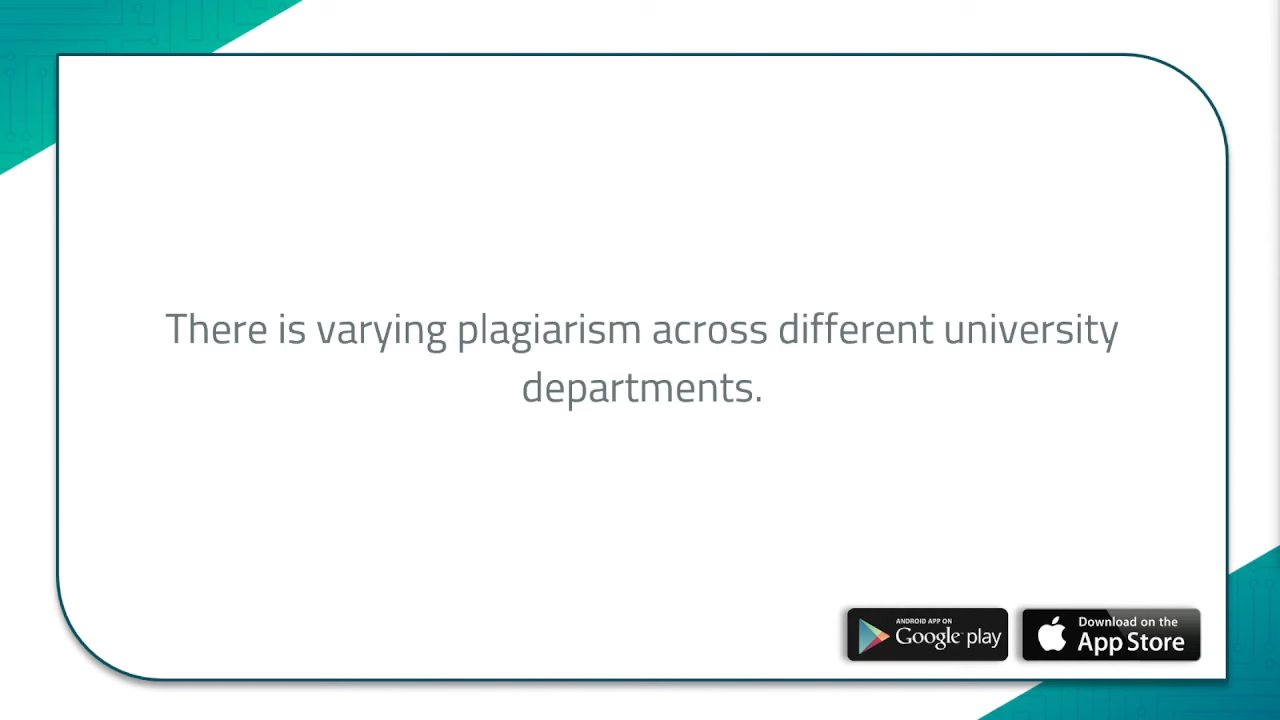 There is varying plagiarism across different university
departments.
ANDROID APP ON
Google play
Download on the
App Store